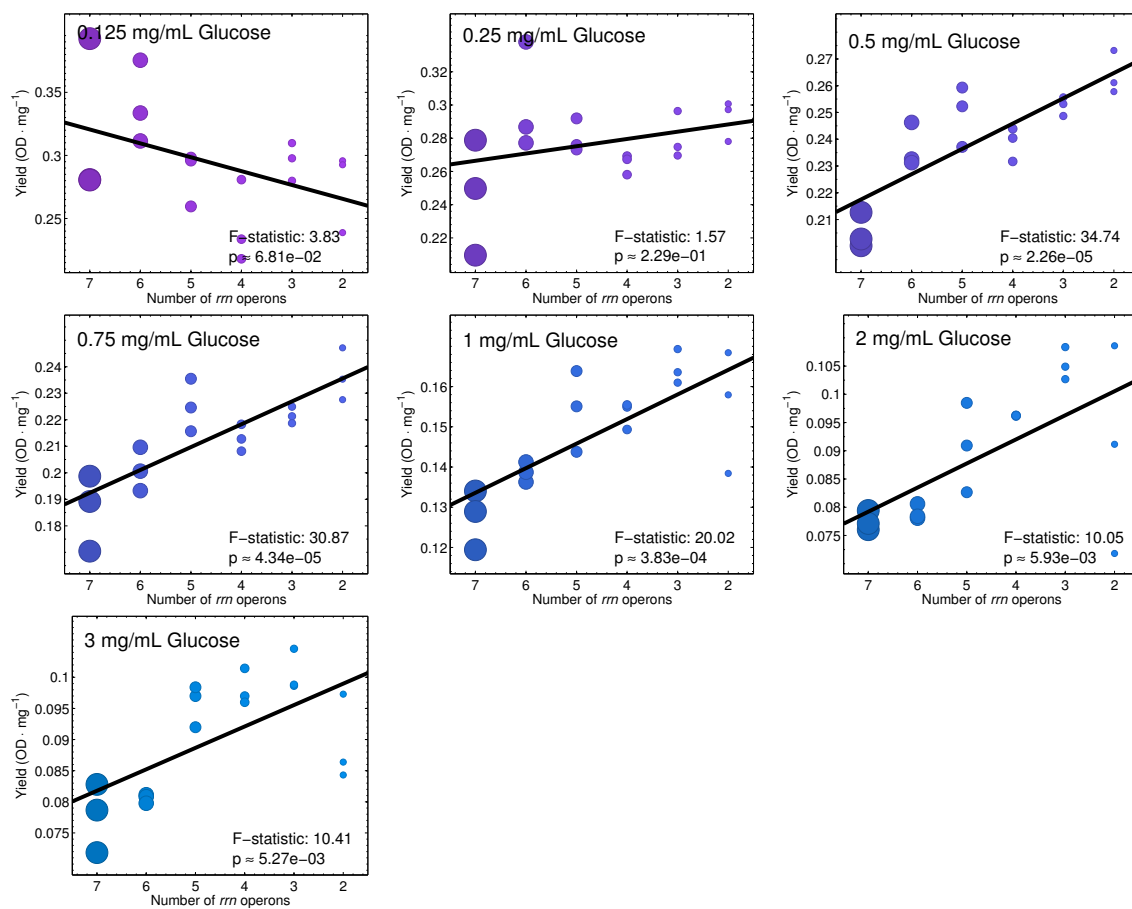 0.125 mg/mL Glucose
Yield (OD · mg⁻¹)
0.35
0.3
0.25
F−statistic: 3.83
p ≈ 6.81e−02
7 6 5 4 3 2
Number of rrn operons
0.25 mg/mL Glucose
Yield (OD · mg⁻¹)
0.32
0.3
0.28
0.26
0.24
0.22
F−statistic: 1.57
p ≈ 2.29e−01
7 6 5 4 3 2
Number of rrn operons
0.5 mg/mL Glucose
Yield (OD · mg⁻¹)
0.27
0.26
0.25
0.24
0.23
0.22
0.21
F−statistic: 34.74
p ≈ 2.26e−05
7 6 5 4 3 2
Number of rrn operons
0.75 mg/mL Glucose
Yield (OD · mg⁻¹)
0.24
0.23
0.22
0.21
0.2
0.19
0.18
F−statistic: 30.87
p ≈ 4.34e−05
7 6 5 4 3 2
Number of rrn operons
1 mg/mL Glucose
Yield (OD · mg⁻¹)
0.16
0.15
0.14
0.13
0.12
F−statistic: 20.02
p ≈ 3.83e−04
7 6 5 4 3 2
Number of rrn operons
2 mg/mL Glucose
Yield (OD · mg⁻¹)
0.105
0.1
0.095
0.09
0.085
0.08
0.075
F−statistic: 10.05
p ≈ 5.93e−03
7 6 5 4 3 2
Number of rrn operons
3 mg/mL Glucose
Yield (OD · mg⁻¹)
0.1
0.095
0.09
0.085
0.08
0.075
F−statistic: 10.41
p ≈ 5.27e−03
7 6 5 4 3 2
Number of rrn operons